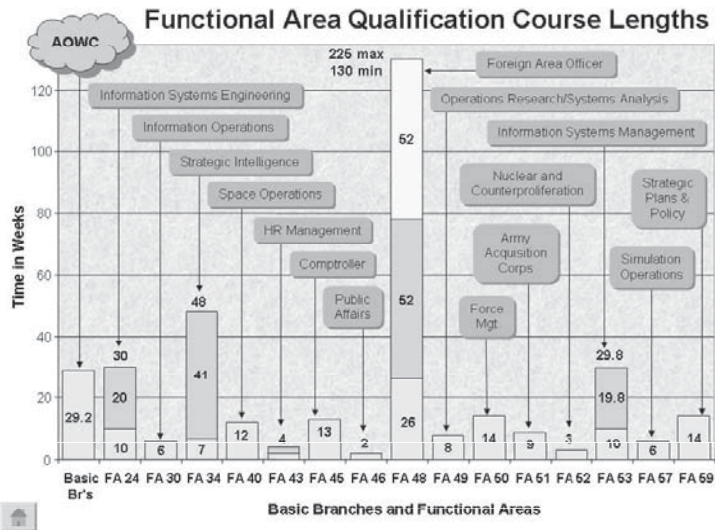 Functional Area Qualification Course Lengths
AOWC
225 max
130 min
Foreign Area Officer
Information Systems Engineering
Operations Research/Systems Analysis
Information Operations
Information Systems Management
Strategic Intelligence
Nuclear and
Counterproliferation
Strategic
Plans &
Policy
Space Operations
HR Management
Army
Acquisition
Corps
Simulation
Operations
Comptroller
Public
Affairs
Force
Mgt.
Time in Weeks
120
100
80
60
40
20
0
29.2
30
20
10
6
48
41
7
12
4
13
2
52
52
26
8
14
9
3
29.8
19.8
10
6
14
Basic
Br's
FA 24
FA 30
FA 34
FA 40
FA 43
FA 45
FA 46
FA 48
FA 49
FA 50
FA 51
FA 52
FA 53
FA 57
FA 59
Basic Branches and Functional Areas